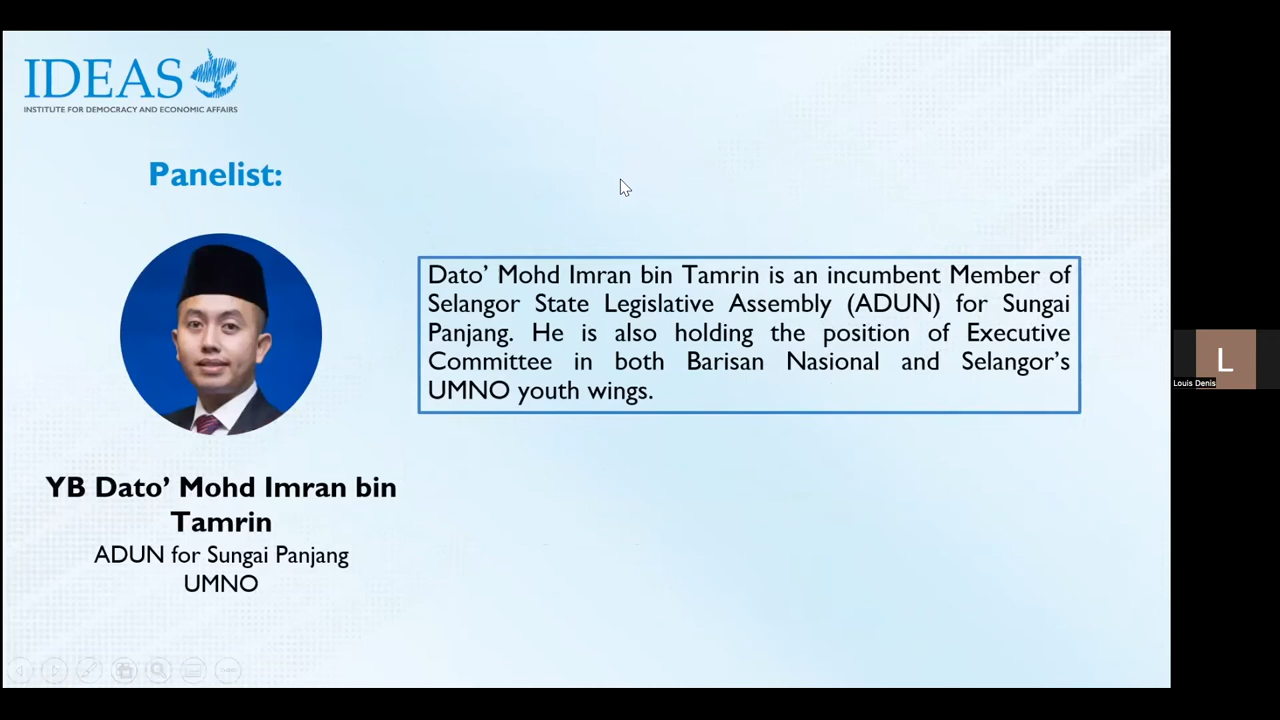 IDEAS
INSTITUTE FOR DEMOCRACY AND ECONOMIC AFFAIRS
Panelist:
Dato’ Mohd Imran bin Tamrin is an incumbent Member of
Selangor State Legislative Assembly (ADUN) for Sungai
Panjang. He is also holding the position of Executive
Committee in both Barisan Nasional and Selangor’s
UMNO youth wings.
YB Dato’ Mohd Imran bin
Tamrin
ADUN for Sungai Panjang
UMNO
L
Louis Denis